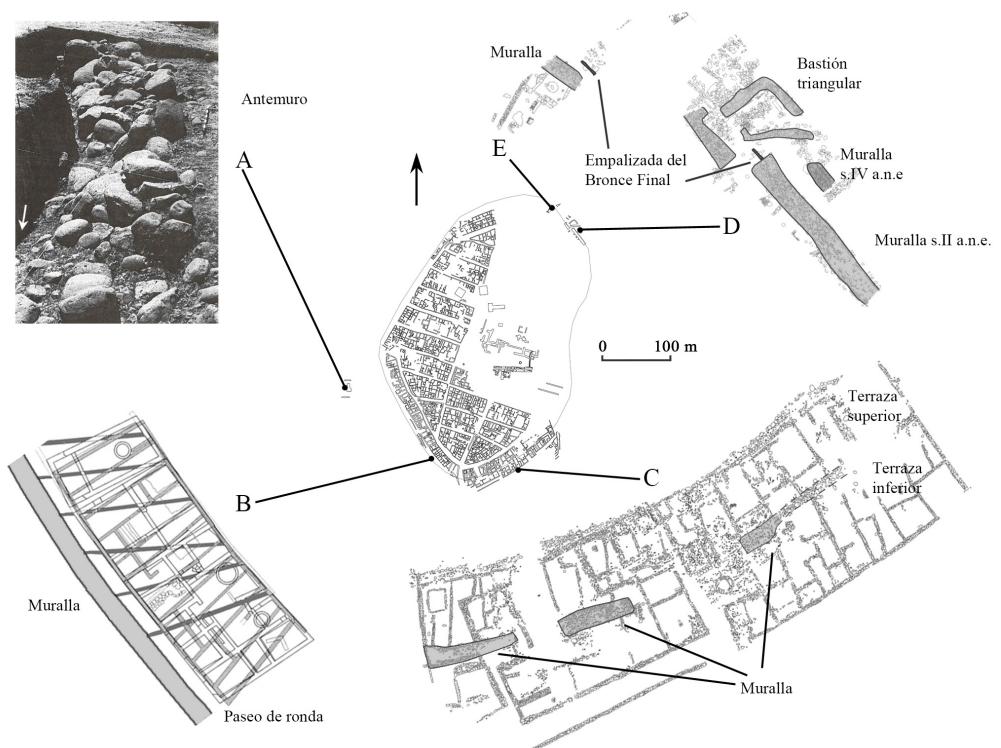 Antemuro
A
Muralla
Empalizada del
Bronce Final
E
Bastión
triangular
Muralla
s.IV a.n.e
Muralla s.II a.n.e.
D
0 100 m
B
C
Terraza
superior
Terraza
inferior
Muralla
Paseo de ronda
Muralla